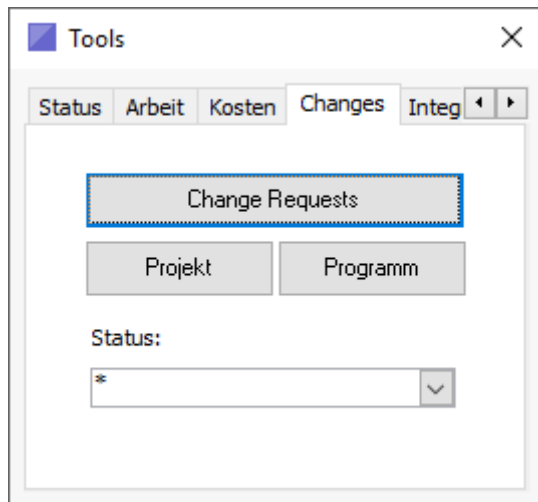 Tools
Status Arbeit Kosten Changes Integ
Change Requests
Projekt Programm
Status:
*